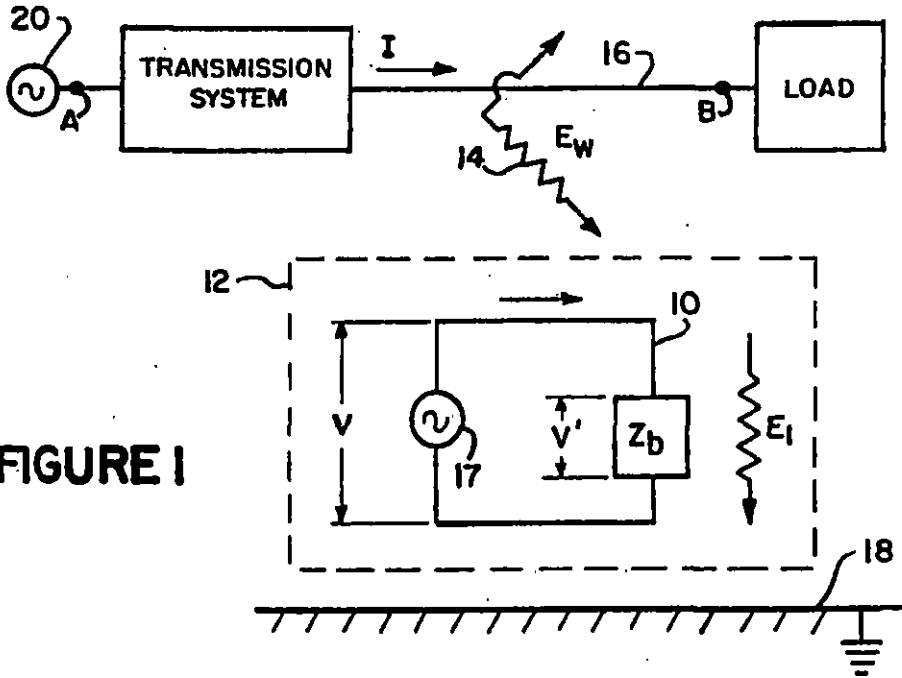 20
TRANSMISSION
SYSTEM
I
16
LOAD
A
B
14
E_W
12
10
V
V'
Z_b
E_1
17
FIGURE 1
18